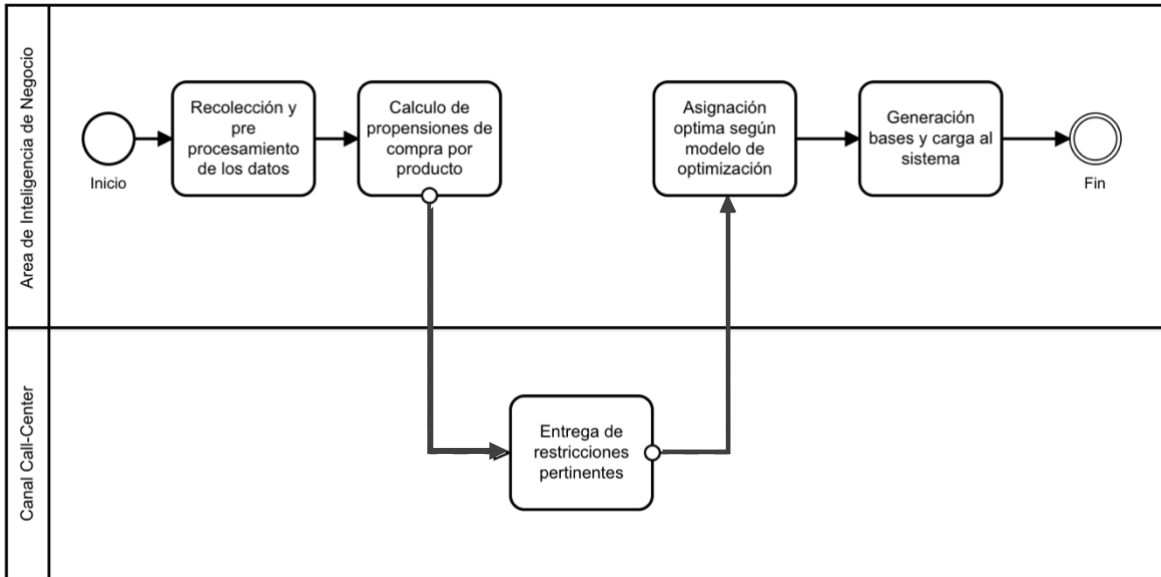 Area de Inteligencia de Negocio
Inicio
Recolección y
pre
procesamiento
de los datos
Calculo de
propensiones de
compra por
producto
Asignación
optima según
modelo de
optimización
Generación
bases y carga al
sistema
Fin
Canal Call-Center
Entrega de
restricciones
pertinentes